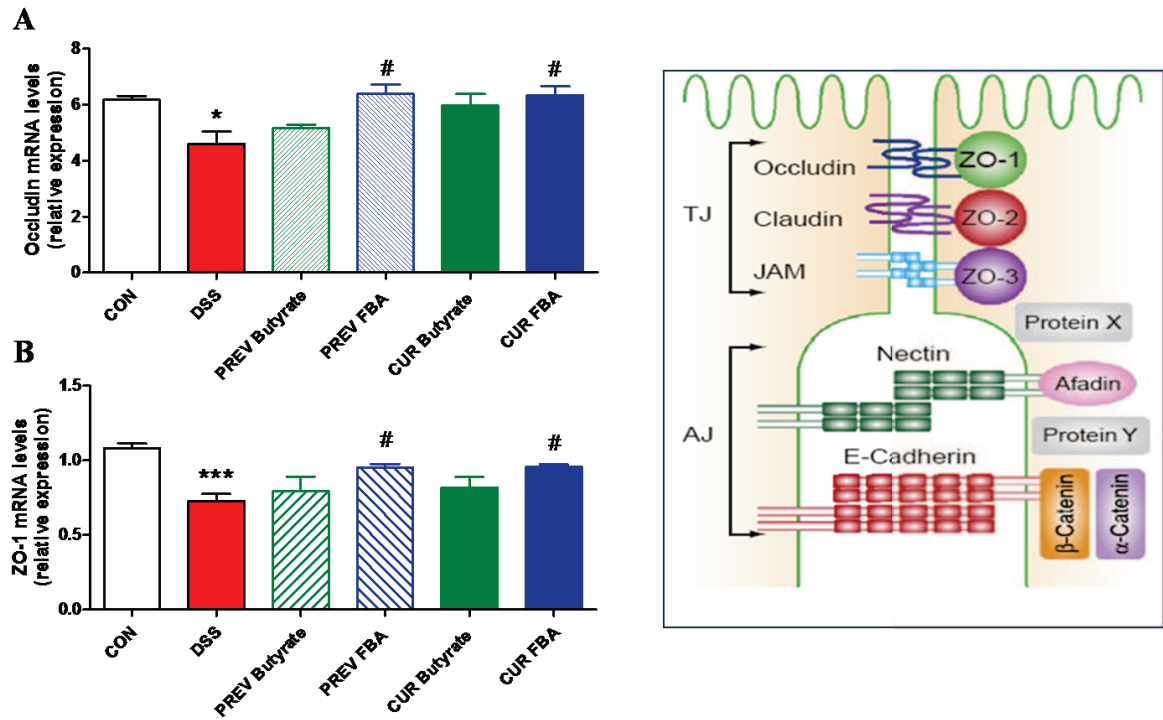 A
Occludin mRNA levels
(relative expression)
8
6
4
2
0
*
#
#
CON
DSS
PREV Butyrate
PREV FBA
CUR Butyrate
CUR FBA
B
ZO-1 mRNA levels
(relative expression)
1.5
1.0
0.5
0.0
***
#
#
CON
DSS
PREV Butyrate
PREV FBA
CUR Butyrate
CUR FBA
TJ
Occludin
ZO-1
Claudin
ZO-2
JAM
ZO-3
Protein X
AJ
Nectin
Afadin
Protein Y
E-Cadherin
β-Catenin
α-Catenin